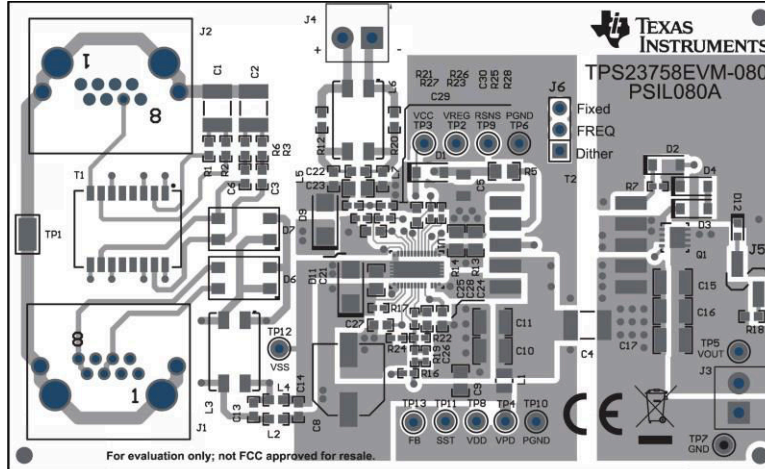 J2
J4
TEXAS
INSTRUMENTS
TPS23758EVM-080
PSIL080A
+ -
1
8
C1 C2
L6
R12
R20
R21
R27
R26
R23
C30
R25
R28
C29
VCC VREG RSNS PGND
TP3 TP2 TP9 TP6
J6
Fixed
FREQ
Dither
T2
D1
C5
R5
R1
R2
R6
R3
C6
C3
T1
L5
C22
C23
D9
D7
D6
D11
C21
U1
R14
R13
C25
C28
C24
D2
D4
R7
D3
Q1
D12
J5
C15
C16
C17
R18
TP1
TP12
VSS
C27
R17
R24
R22
C26
R19
R16
C11
C10
C9
L1
C4
TP5
VOUT
J3
8
1
J1
L3
C13
L4
L2
C14
C8
TP13 TP11 TP8 TP4 TP10
FB SST VDD VPD PGND
CE
TP7
GND
For evaluation only; not FCC approved for resale.